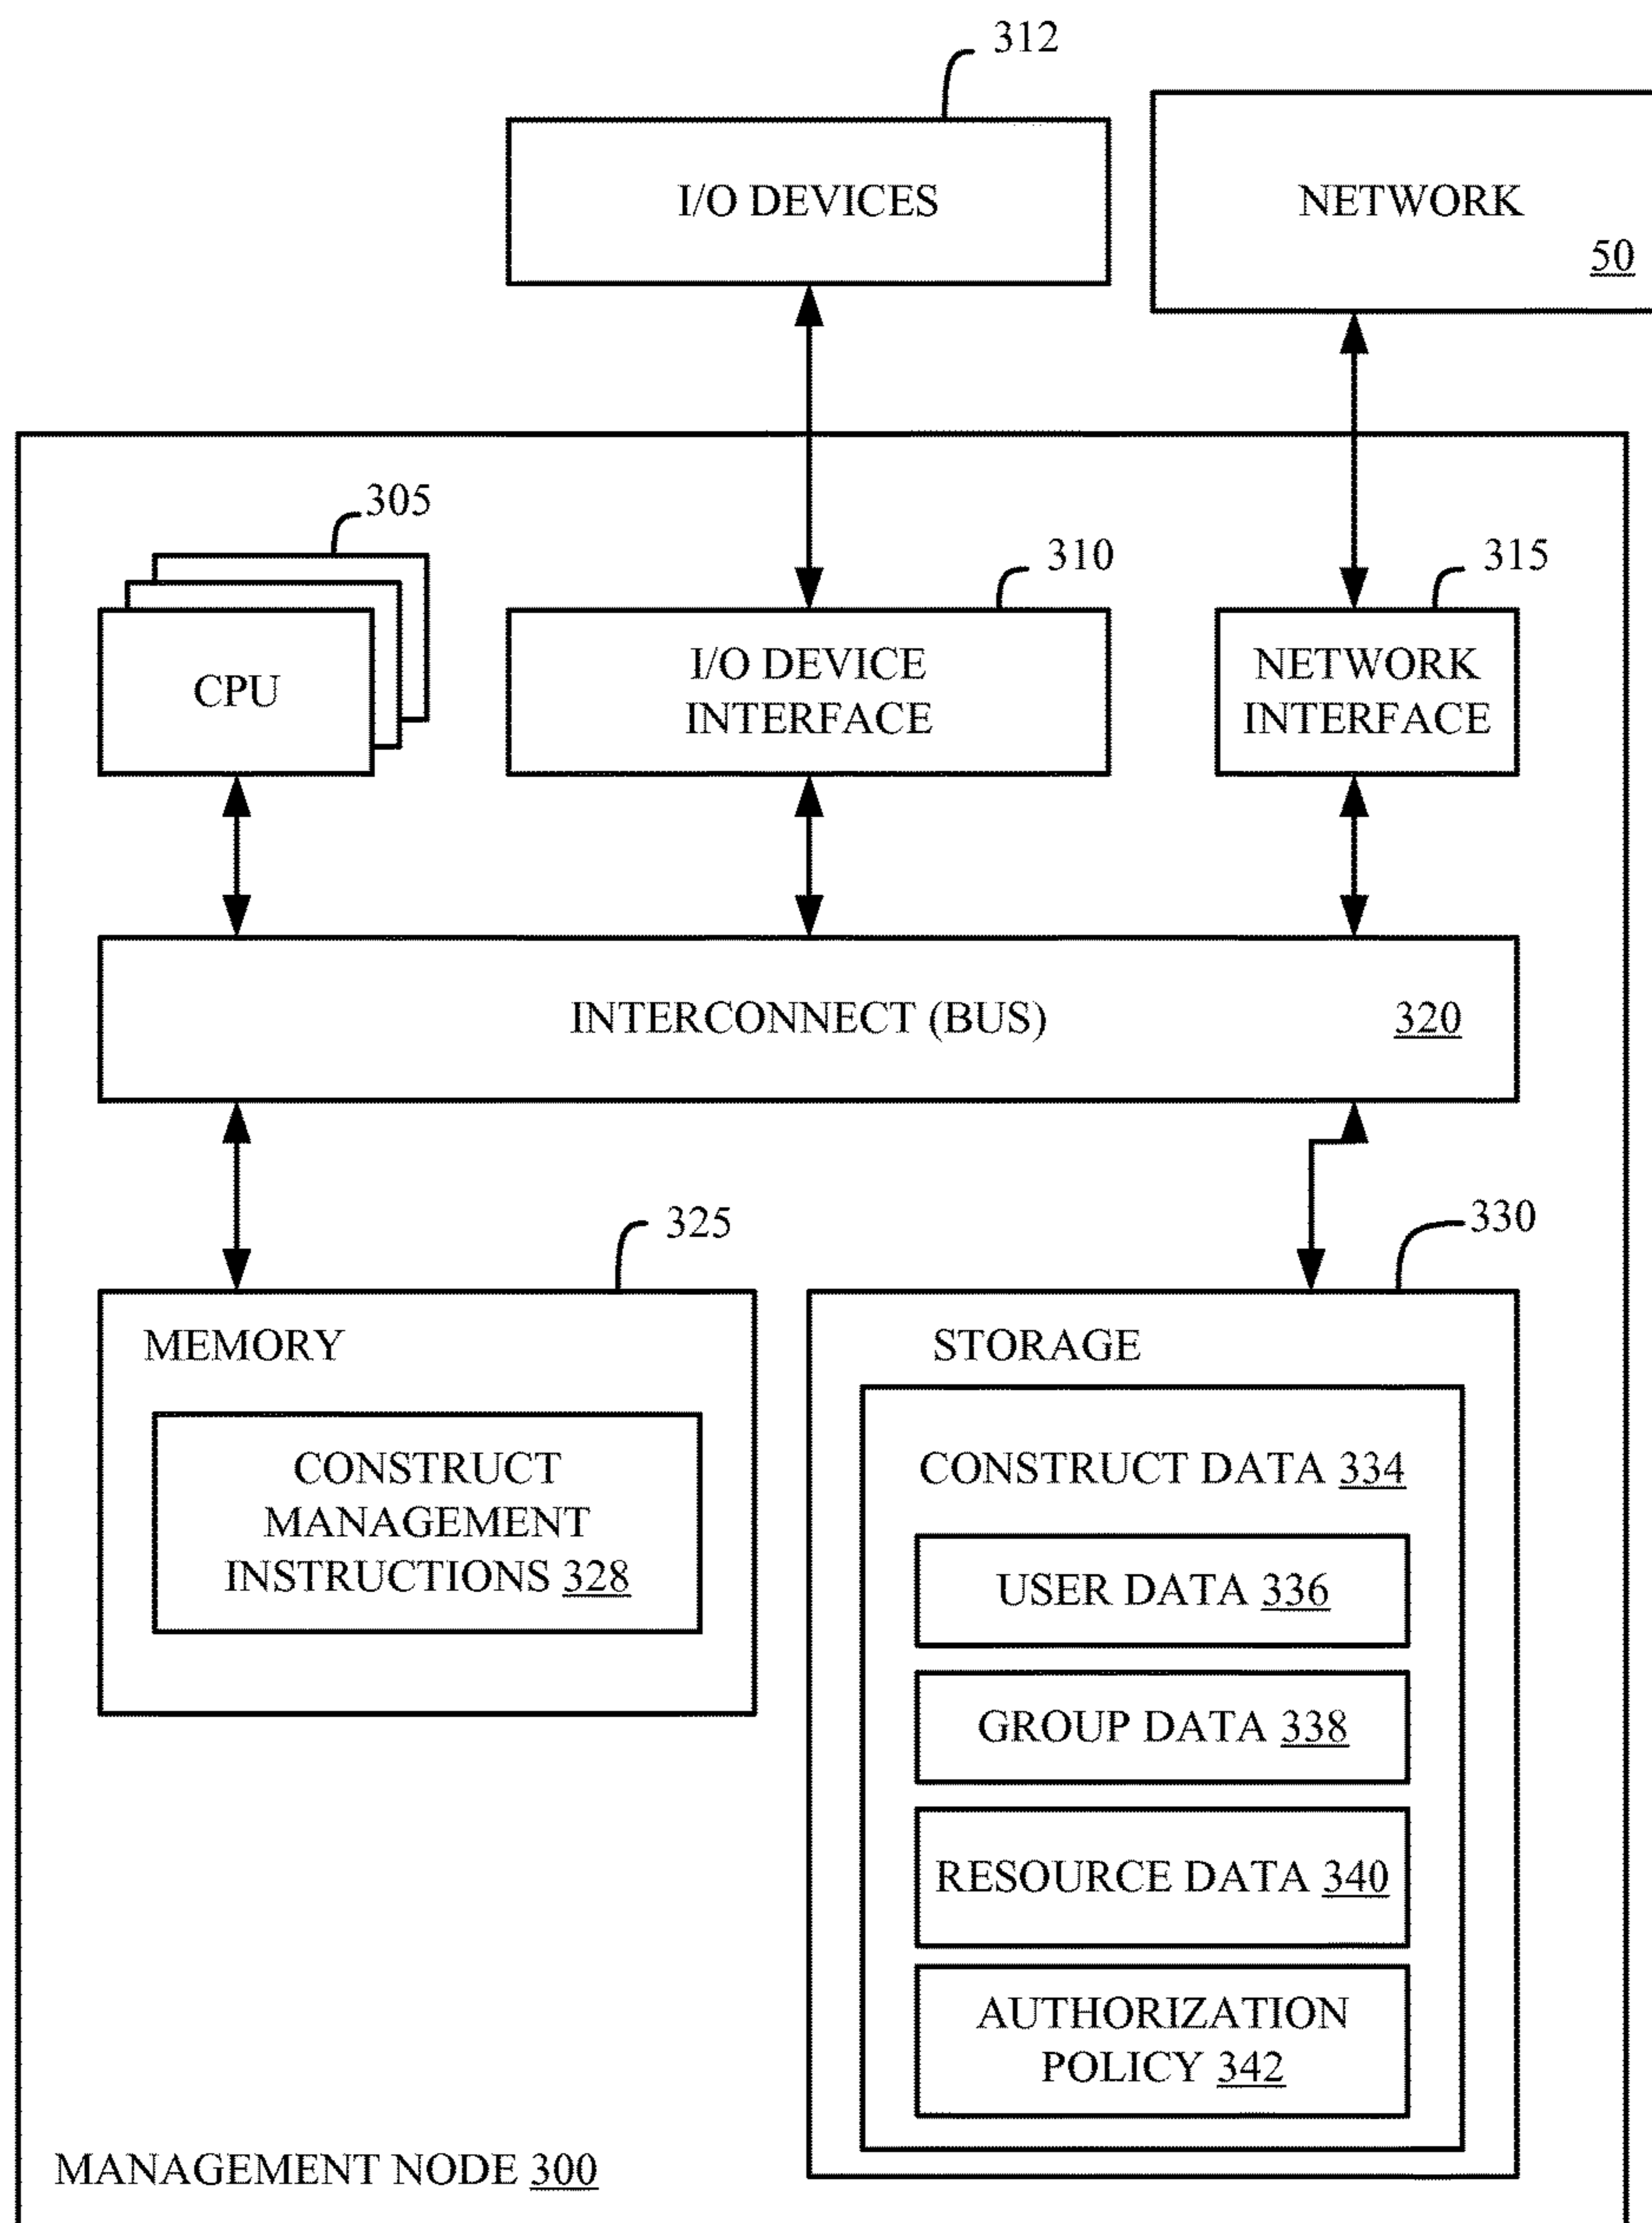 312
I/O DEVICES
NETWORK
50
305
310
315
CPU
I/O DEVICE
INTERFACE
NETWORK
INTERFACE
INTERCONNECT (BUS)
320
325
330
MEMORY
CONSTRUCT
MANAGEMENT
INSTRUCTIONS 328
STORAGE
CONSTRUCT DATA 334
USER DATA 336
GROUP DATA 338
RESOURCE DATA 340
AUTHORIZATION
POLICY 342
MANAGEMENT NODE 300